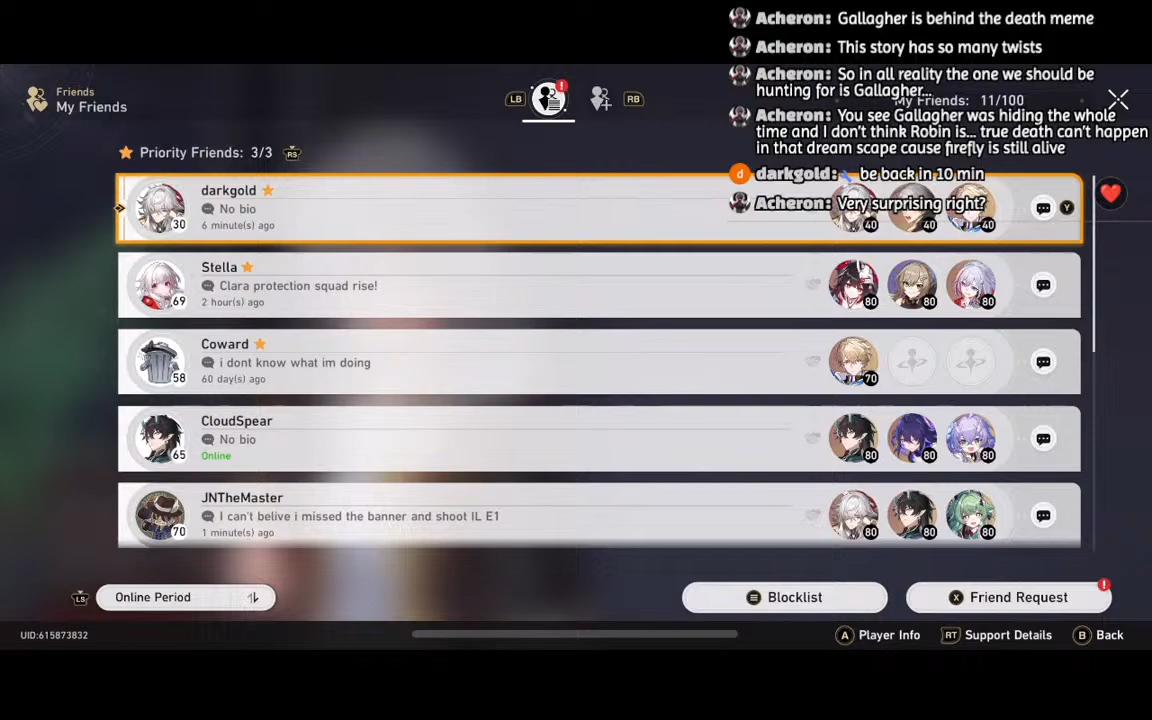 Acheron: Gallagher is behind the death meme
Acheron: This story has so many twists
Acheron: So in all reality the one we should be
hunting for is Gallagher...
Acheron: You see Gallagher was hiding the whole
time and I don't think Robin is... true death can't happen
in that dream scape cause firefly is still alive
darkgold: be back in 10 min
Acheron: Very surprising right?
Friends
My Friends
LB
!
RB
My Friends: 11/100
Priority Friends: 3/3
RS
darkgold
No bio
6 minute(s) ago
30
40
40
40
Y
Stella
Clara protection squad rise!
2 hour(s) ago
69
80
80
80
Coward
i dont know what im doing
60 day(s) ago
58
70
CloudSpear
No bio
Online
65
80
80
80
JNTheMaster
I can't belive i missed the banner and shoot IL E1
1 minute(s) ago
70
80
80
80
LS
Online Period
Blocklist
X Friend Request
!
UID:615873832
A Player Info
RT Support Details
B Back